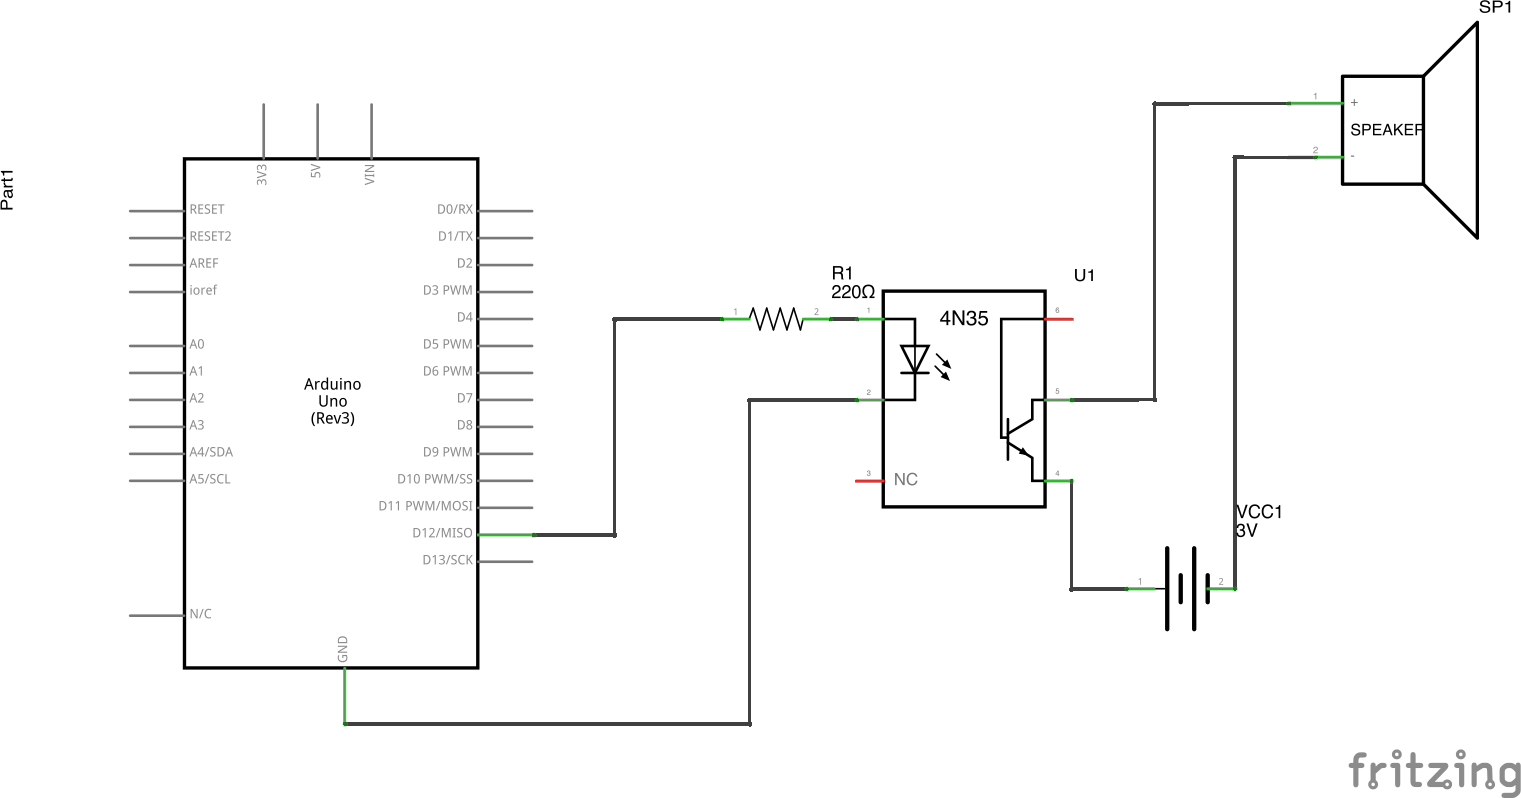 SP1
1
+
SPEAKER
2
-
Part1
3V3
5V
VIN
RESET
RESET2
AREF
ioref
A0
A1
A2
A3
A4/SDA
A5/SCL
N/C
Arduino
Uno
(Rev3)
D0/RX
D1/TX
D2
D3 PWM
D4
D5 PWM
D6 PWM
D7
D8
D9 PWM
D10 PWM/SS
D11 PWM/MOSI
D12/MISO
D13/SCK
GND
R1
220Ω
1
2
U1
4N35
1
2
3
NC
6
5
4
VCC1
3V
1
2
fritzing